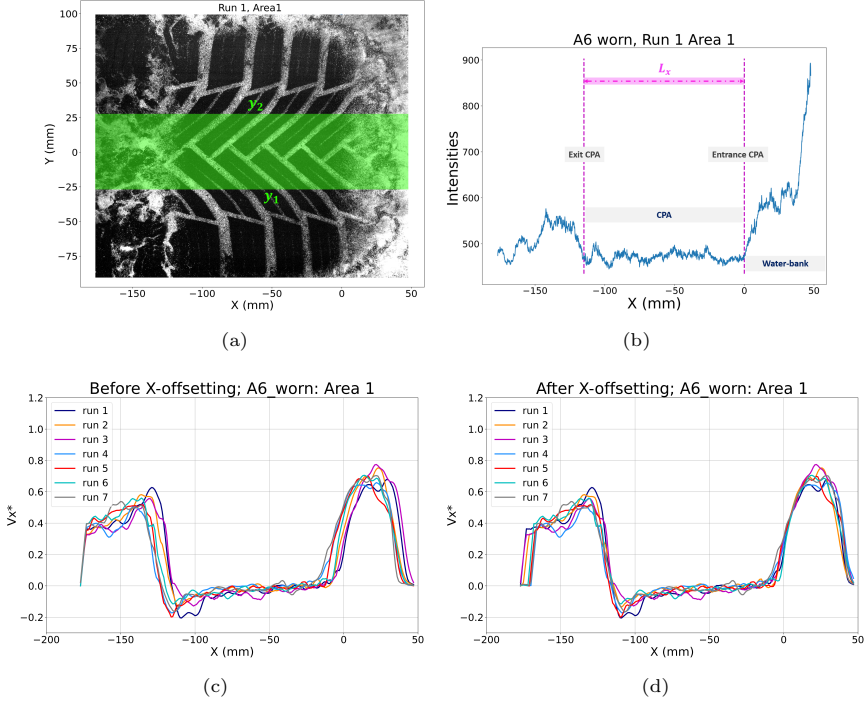 Run 1, Area1
100
75
50
25
0
−25
−50
−75
Y (mm)
y2
y1
−150
−100
−50
0
50
X (mm)
(a)
A6 worn, Run 1 Area 1
900
800
700
600
500
Intensities
Lx
Exit CPA
Entrance CPA
CPA
Water-bank
−150
−100
−50
0
50
X (mm)
(b)
Before X-offsetting; A6_worn: Area 1
1.2
1.0
0.8
0.6
0.4
0.2
0.0
−0.2
Vx*
run 1
run 2
run 3
run 4
run 5
run 6
run 7
−200
−150
−100
−50
0
50
X (mm)
(c)
After X-offsetting; A6_worn: Area 1
1.2
1.0
0.8
0.6
0.4
0.2
0.0
−0.2
Vx*
run 1
run 2
run 3
run 4
run 5
run 6
run 7
−200
−150
−100
−50
0
50
X (mm)
(d)